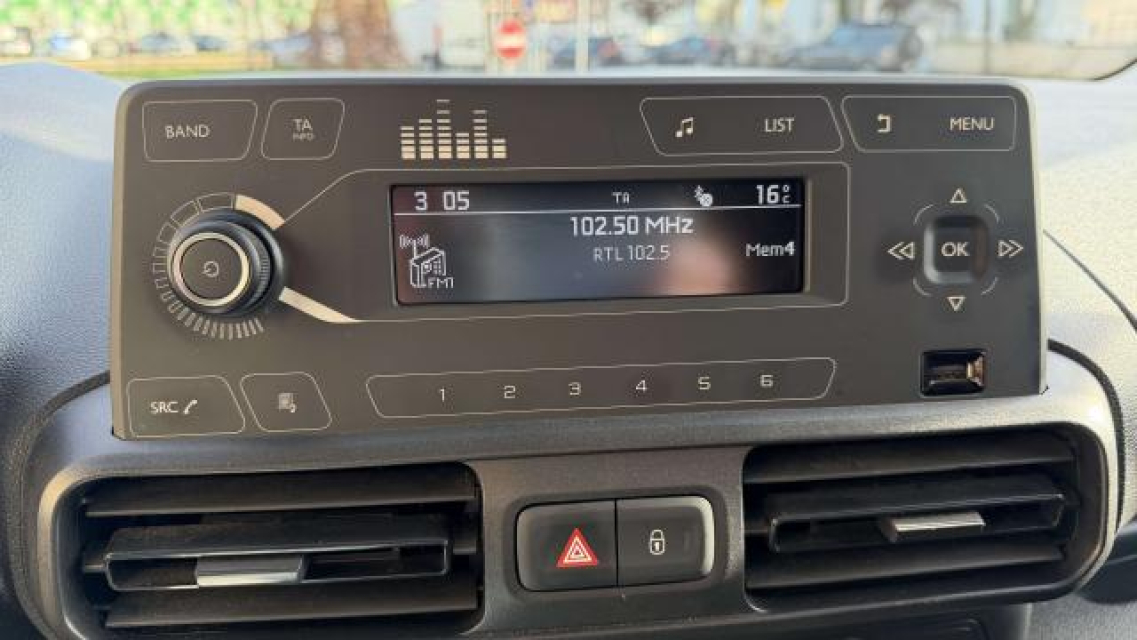 BAND
TA
INFO
LIST
MENU
3 05
TA
16°C
102.50 MHz
RTL 102.5
Mem4
FM1
OK
SRC
1 2 3 4 5 6